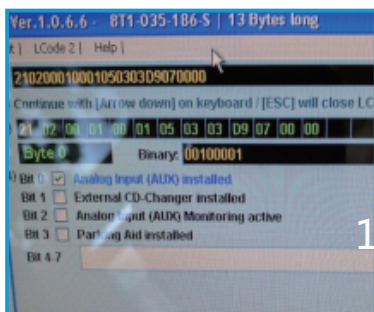 Ver.1.0.6.6 - 8T1-035-186-S | 13 Bytes long
t | LCode 2 | Help |
210200010001050303D9070000
Continue with [Arrow down] on keyboard / [ESC] will close LC
21 02 00 01 00 01 05 03 03 D9 07 00 00
Byte 0 Binary: 00100001
Bit 0 Analog Input (AUX) installed
Bit 1 External CD-Changer installed
Bit 2 Analog Input (AUX) Monitoring active
Bit 3 Parking Aid installed
Bit 4-7
1